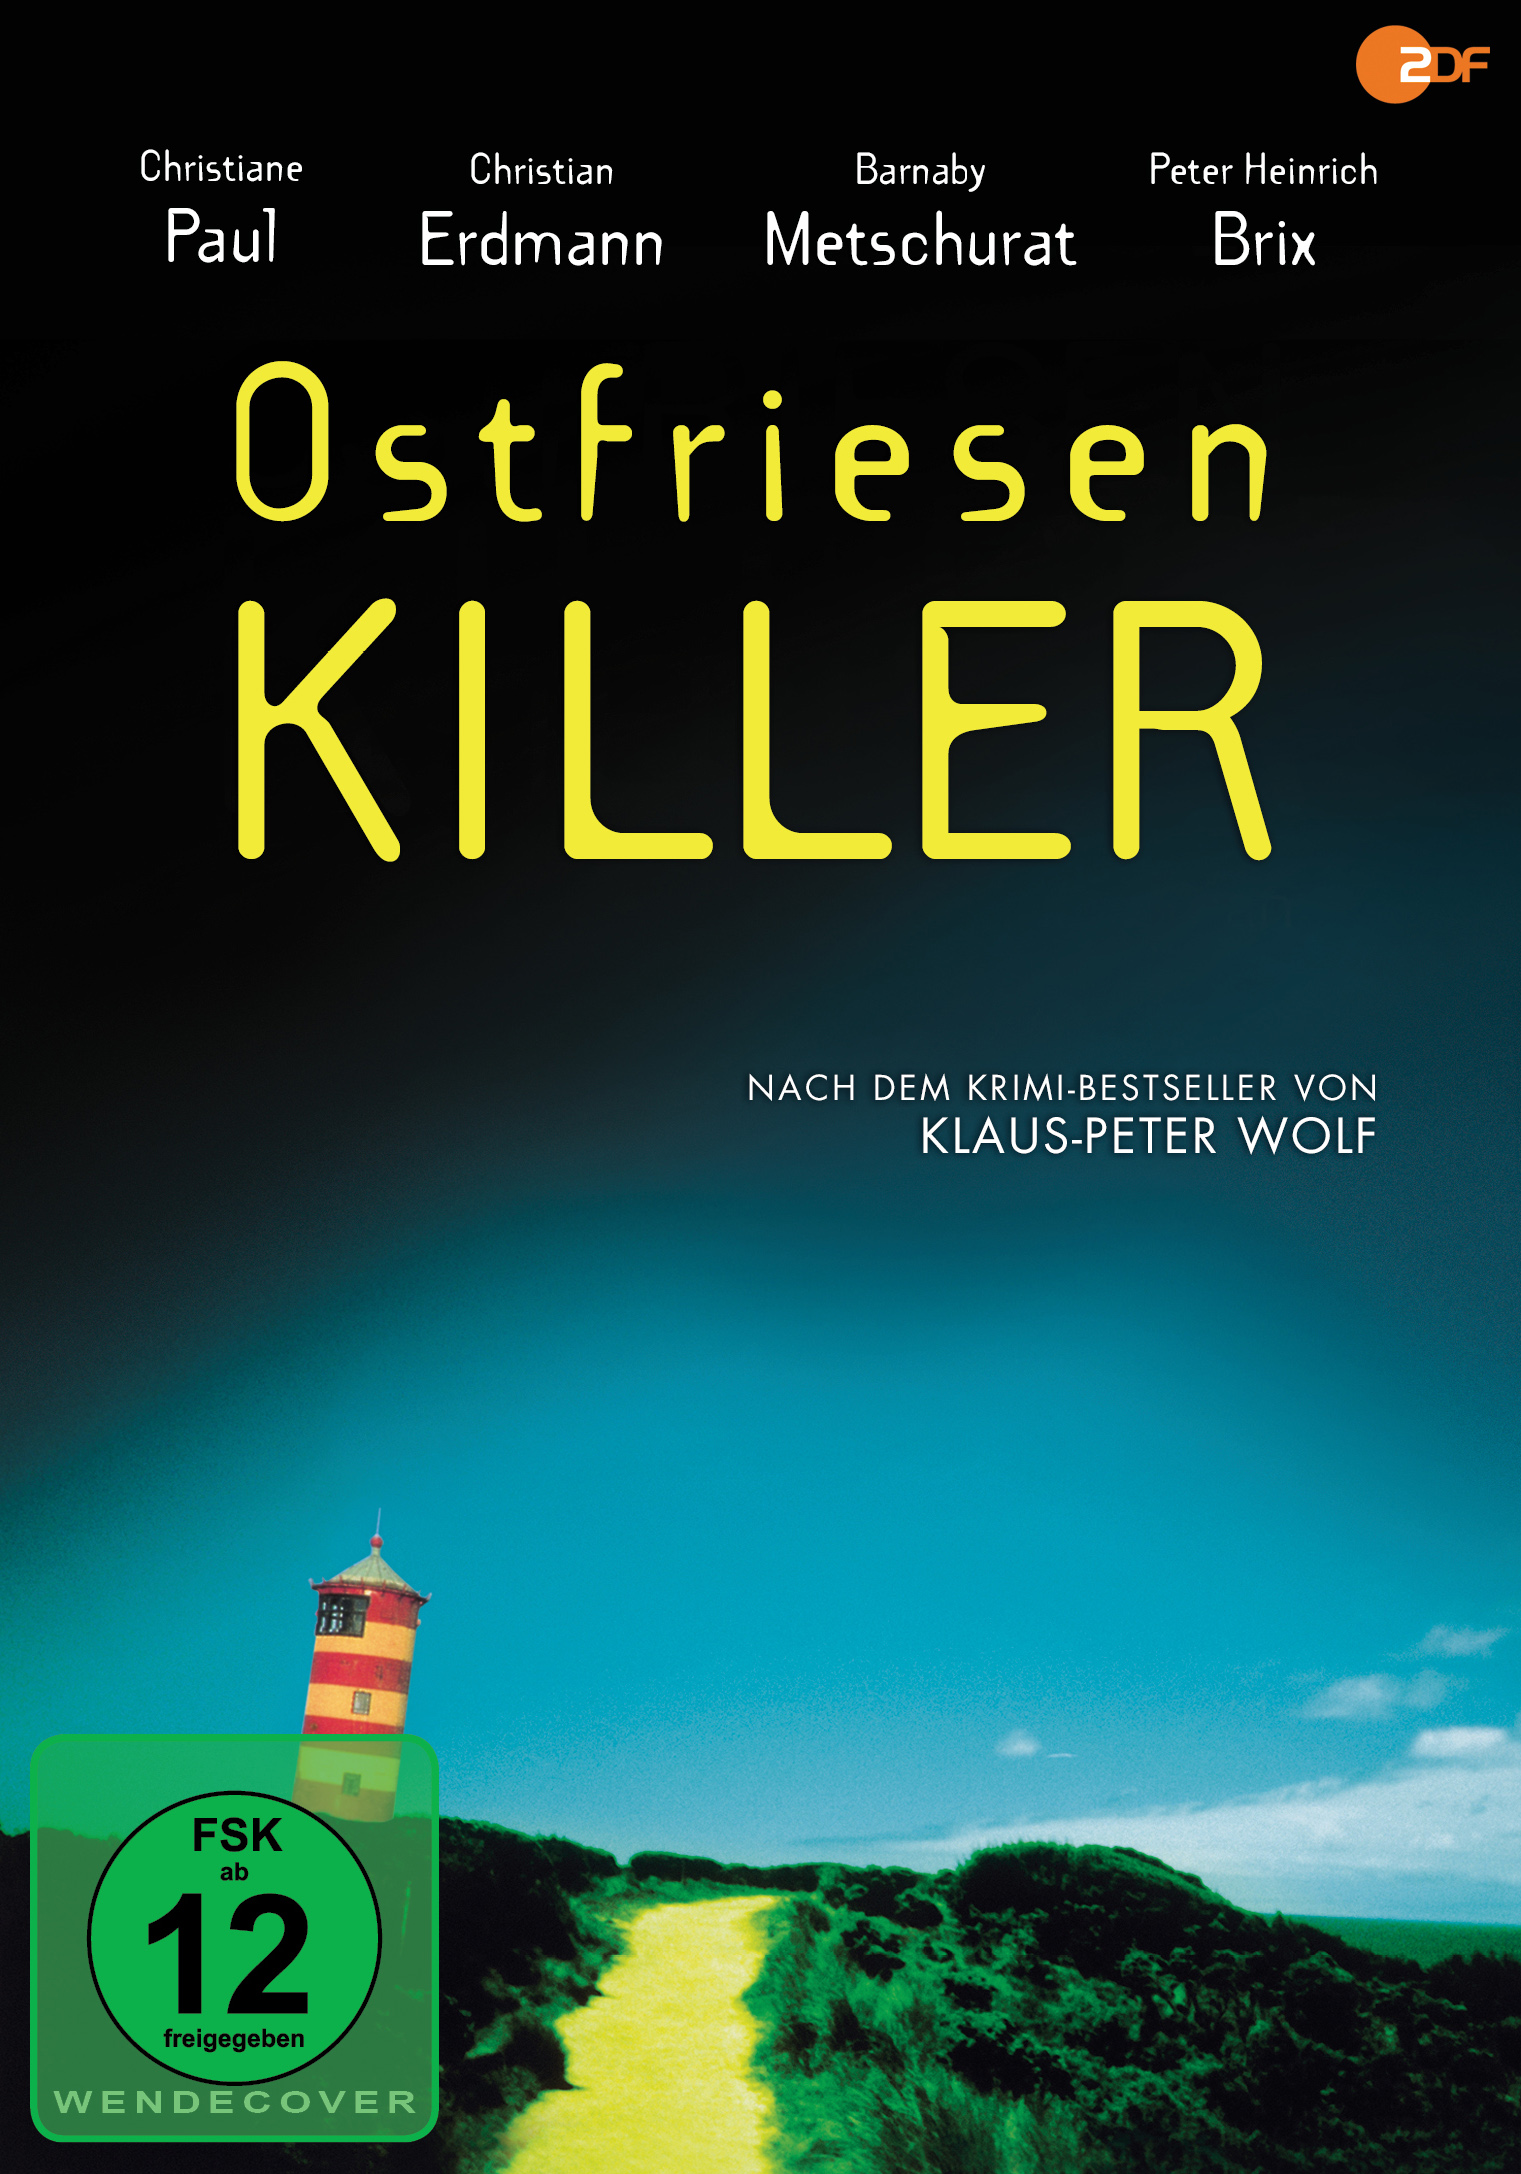 ZDF
Christiane Christian Barnaby Peter Heinrich
Paul Erdmann Metschurat Brix
Ostfriesen
KILLER
NACH DEM KRIMI-BESTSELLER VON
KLAUS-PETER WOLF
FSK
ab
12
freigegeben
WENDECOVER